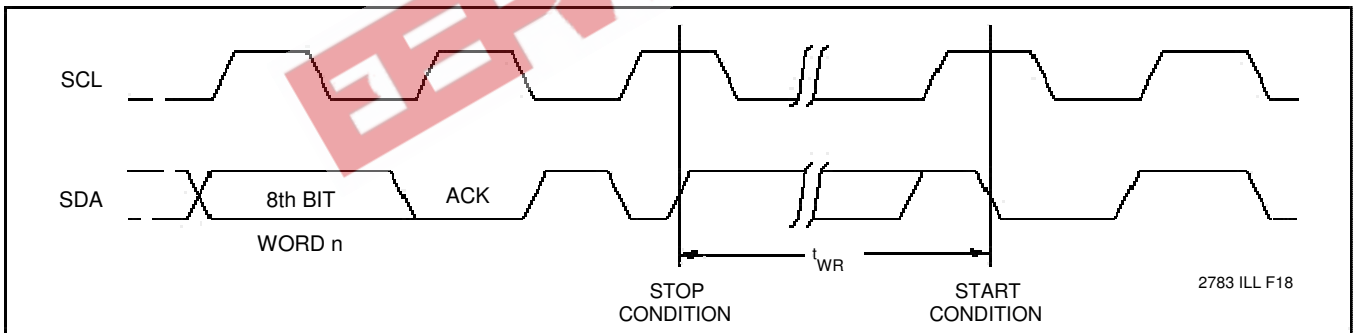 SCL
SDA
8th BIT
ACK
WORD n
tWR
STOP
CONDITION
START
CONDITION
2783 ILL F18